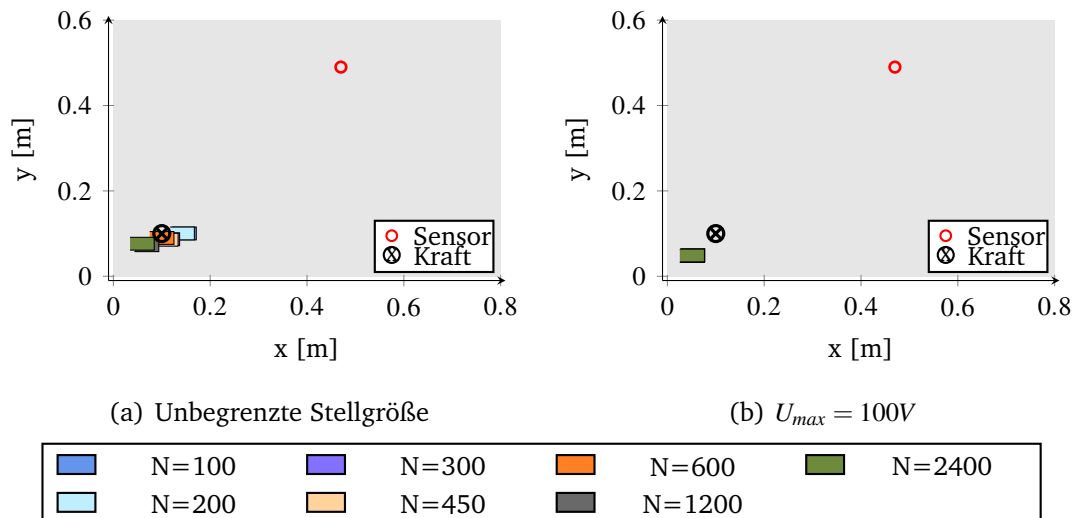 0.6
0.4
0.2
0
y [m]
0
0.2
0.4
0.6
0.8
x [m]
Sensor
Kraft
(a) Unbegrenzte Stellgröße
0.6
0.4
0.2
0
y [m]
0
0.2
0.4
0.6
0.8
x [m]
Sensor
Kraft
(b) U_max = 100V
N=100
N=300
N=600
N=2400
N=200
N=450
N=1200